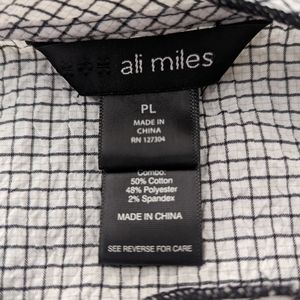 ali miles
PL
MADE IN
CHINA
RN 127304
Combo:
50% Cotton
48% Polyester
2% Spandex
MADE IN CHINA
SEE REVERSE FOR CARE